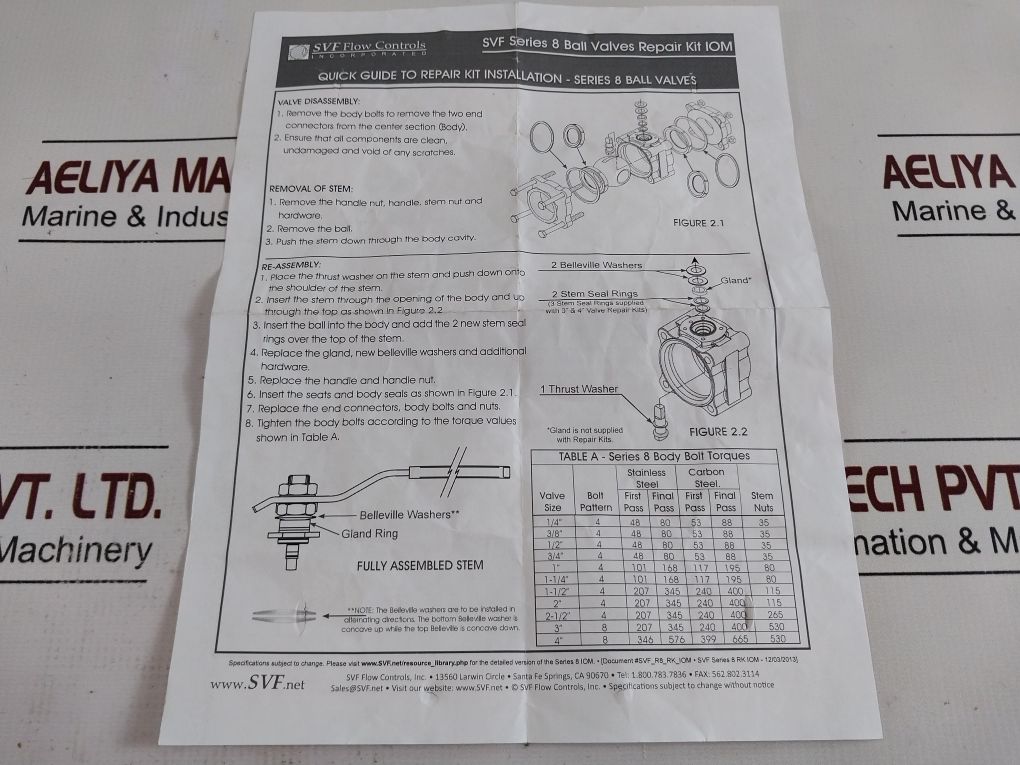 SVF Flow Controls
INCORPORATED
SVF Series 8 Ball Valves Repair Kit IOM
QUICK GUIDE TO REPAIR KIT INSTALLATION - SERIES 8 BALL VALVES
VALVE DISASSEMBLY:
1. Remove the body bolts to remove the two end
connectors from the center section (Body).
2. Ensure that all components are clean,
undamaged and void of any scratches.
REMOVAL OF STEM:
1. Remove the handle nut, handle, stem nut and
hardware.
2. Remove the ball.
3. Push the stem down through the body cavity.
RE-ASSEMBLY:
1. Place the thrust washer on the stem and push down onto
the shoulder of the stem.
2. Insert the stem through the opening of the body and up
through the top as shown in Figure 2.2
3. Insert the ball into the body and add the 2 new stem seal
rings over the top of the stem.
4. Replace the gland, new belleville washers and additional
hardware.
5. Replace the handle and handle nut.
6. Insert the seats and body seals as shown in Figure 2.1.
7. Replace the end connectors, body bolts and nuts.
8. Tighten the body bolts according to the torque values
shown in Table A.
FIGURE 2.1
2 Belleville Washers
Gland*
2 Stem Seal Rings
(3 Stem Seal Rings supplied
with 3" & 4" Valve Repair Kits)
1 Thrust Washer
*Gland is not supplied
with Repair Kits.
FIGURE 2.2
Belleville Washers**
Gland Ring
FULLY ASSEMBLED STEM
**NOTE: The Belleville washers are to be installed in
alternating directions. The bottom Belleville washer is
concave up while the top Belleville is concave down.
TABLE A - Series 8 Body Bolt Torques
Stainless Steel Carbon Steel.
Valve Size Bolt Pattern First Pass Final Pass First Pass Final Pass Stem Nuts
1/4" 4 48 80 53 88 35
3/8" 4 48 80 53 88 35
1/2" 4 48 80 53 88 35
3/4" 4 48 80 53 88 35
1" 4 101 168 117 195 80
1-1/4" 4 101 168 117 195 80
1-1/2" 4 207 345 240 400 115
2" 4 207 345 240 400 115
2-1/2" 4 207 345 240 400 265
3" 8 207 345 240 400 530
4" 8 346 576 399 665 530
Specifications subject to change. Please visit www.SVF.net/resource_library.php for the detailed version of the Series 8 IOM. • [Document #SVF_R8_RK_IOM • SVF Series 8 RK IOM - 12/03/2013]
www.SVF.net
SVF Flow Controls, Inc. • 13560 Larwin Circle • Santa Fe Springs, CA 90670 • Tel: 1.800.783.7836 • FAX: 562.802.3114
Sales@SVF.net • Visit our website: www.SVF.net • © SVF Flow Controls, Inc. • Specifications subject to change without notice
AELIYA MA
Marine & Indus
AELIYA
Marine &
VT. LTD.
Machinery
ECH PVT
nation & M